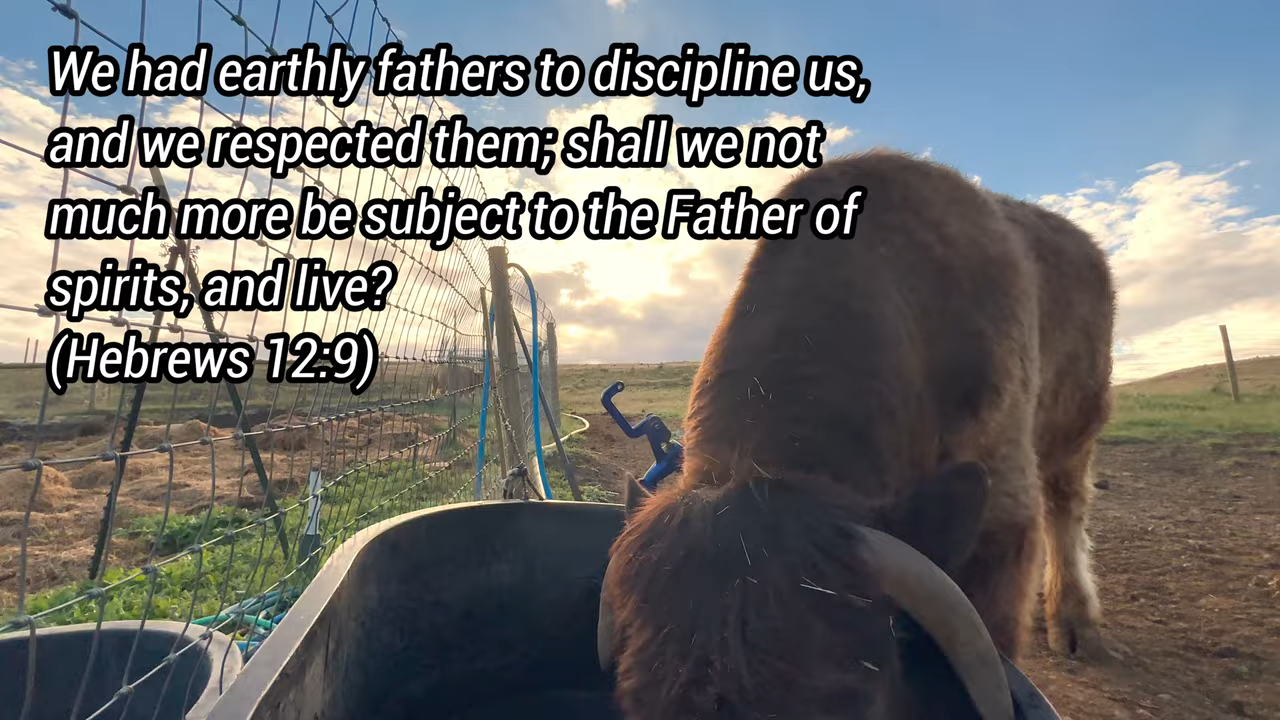 We had earthly fathers to discipline us,
and we respected them; shall we not
much more be subject to the Father of
spirits, and live?
(Hebrews 12:9)